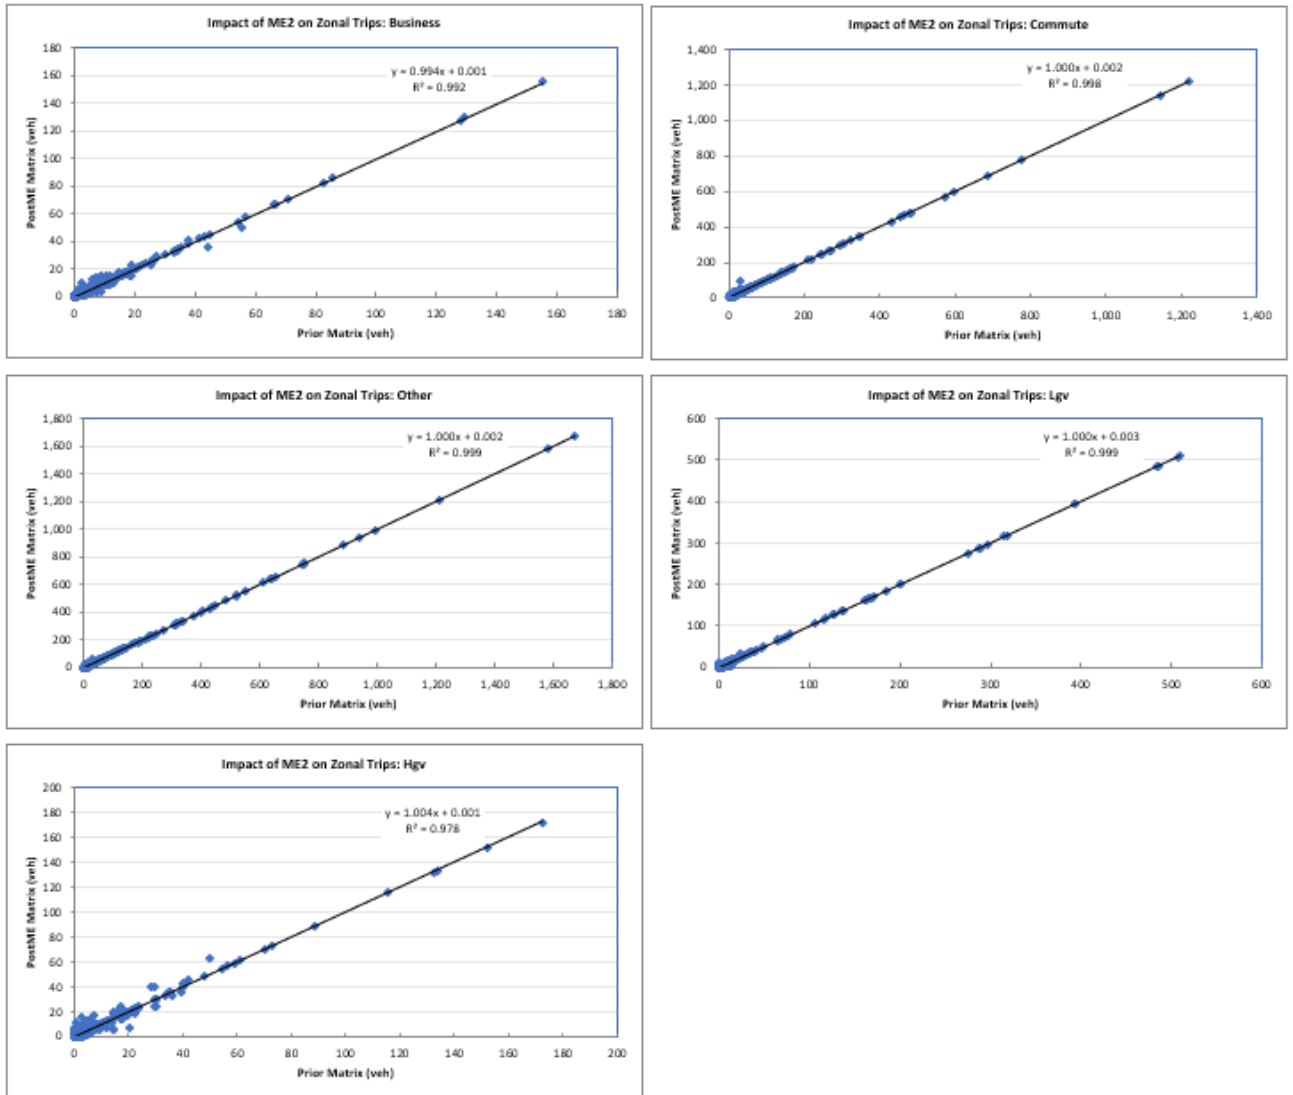 Impact of ME2 on Zonal Trips: Business
180
160
140
120
100
80
60
40
20
0
PostME Matrix (veh)
y = 0.994x + 0.001
R² = 0.992
0 20 40 60 80 100 120 140 160 180
Prior Matrix (veh)
Impact of ME2 on Zonal Trips: Commute
1,400
1,200
1,000
800
600
400
200
0
PostME Matrix (veh)
y = 1.000x + 0.002
R² = 0.998
0 200 400 600 800 1,000 1,200 1,400
Prior Matrix (veh)
Impact of ME2 on Zonal Trips: Other
1,800
1,600
1,400
1,200
1,000
800
600
400
200
0
PostME Matrix (veh)
y = 1.000x + 0.002
R² = 0.999
0 200 400 600 800 1,000 1,200 1,400 1,600 1,800
Prior Matrix (veh)
Impact of ME2 on Zonal Trips: Lgv
600
500
400
300
200
100
0
PostME Matrix (veh)
y = 1.000x + 0.003
R² = 0.999
0 100 200 300 400 500 600
Prior Matrix (veh)
Impact of ME2 on Zonal Trips: Hgv
200
180
160
140
120
100
80
60
40
20
0
PostME Matrix (veh)
y = 1.004x + 0.001
R² = 0.978
0 20 40 60 80 100 120 140 160 180 200
Prior Matrix (veh)